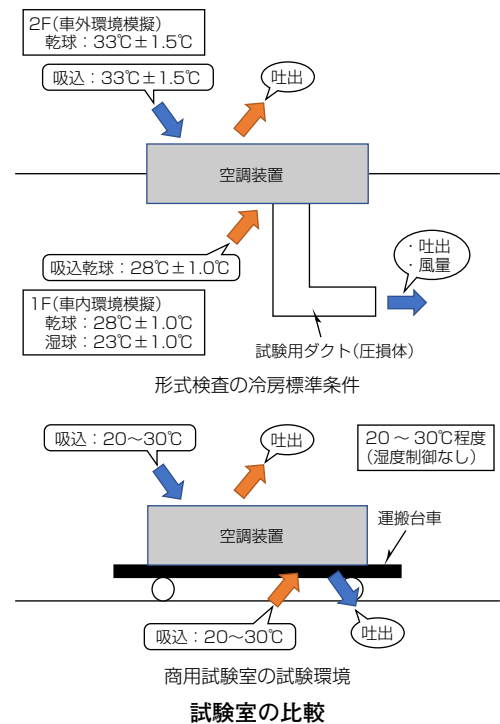 2F(車外環境模擬)
乾球：33℃±1.5℃
吸込：33℃±1.5℃
吐出
空調装置
吸込乾球：28℃±1.0℃
・吐出
・風量
1F(車内環境模擬)
乾球：28℃±1.0℃
湿球：23℃±1.0℃
試験用ダクト(圧損体)
形式検査の冷房標準条件
吸込：20～30℃
吐出
20～30℃程度
(湿度制御なし)
空調装置
運搬台車
吸込：20～30℃
吐出
商用試験室の試験環境
試験室の比較